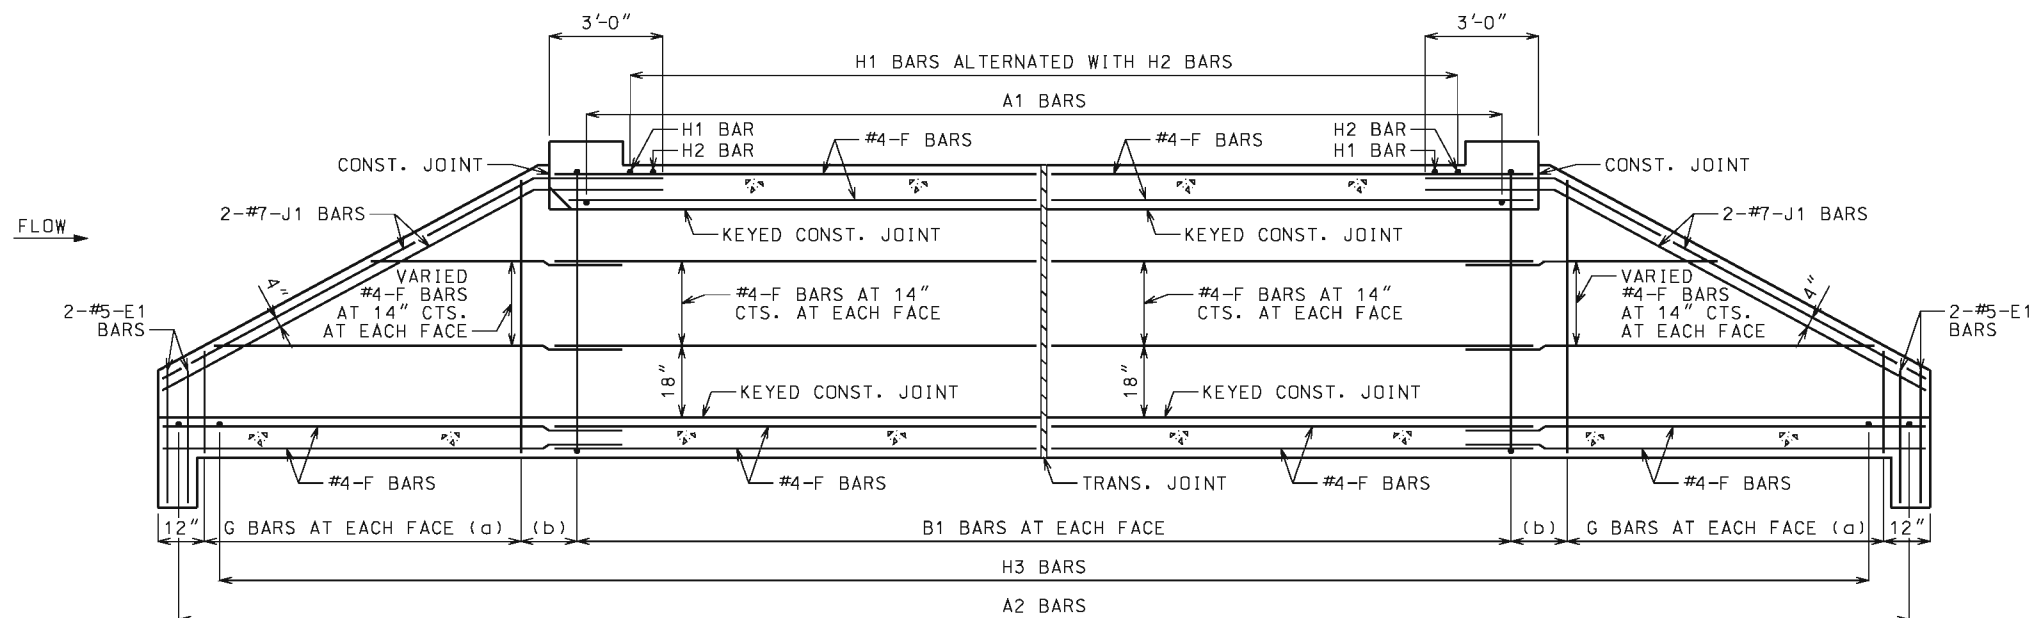 3'-0"
3'-0"
H1 BARS ALTERNATED WITH H2 BARS
A1 BARS
H1 BAR
H2 BAR
#4-F BARS
#4-F BARS
H2 BAR
H1 BAR
CONST. JOINT
CONST. JOINT
2-#7-J1 BARS
2-#7-J1 BARS
FLOW
KEYED CONST. JOINT
KEYED CONST. JOINT
4"
VARIED
#4-F BARS
AT 14" CTS.
AT EACH FACE
#4-F BARS AT 14"
CTS. AT EACH FACE
#4-F BARS AT 14"
CTS. AT EACH FACE
VARIED
#4-F BARS
AT 14" CTS.
AT EACH FACE
4"
2-#5-E1
BARS
2-#5-E1
BARS
18"
18"
KEYED CONST. JOINT
KEYED CONST. JOINT
#4-F BARS
#4-F BARS
TRANS. JOINT
#4-F BARS
#4-F BARS
12"
G BARS AT EACH FACE (a)
(b)
B1 BARS AT EACH FACE
(b)
G BARS AT EACH FACE (a)
12"
H3 BARS
A2 BARS